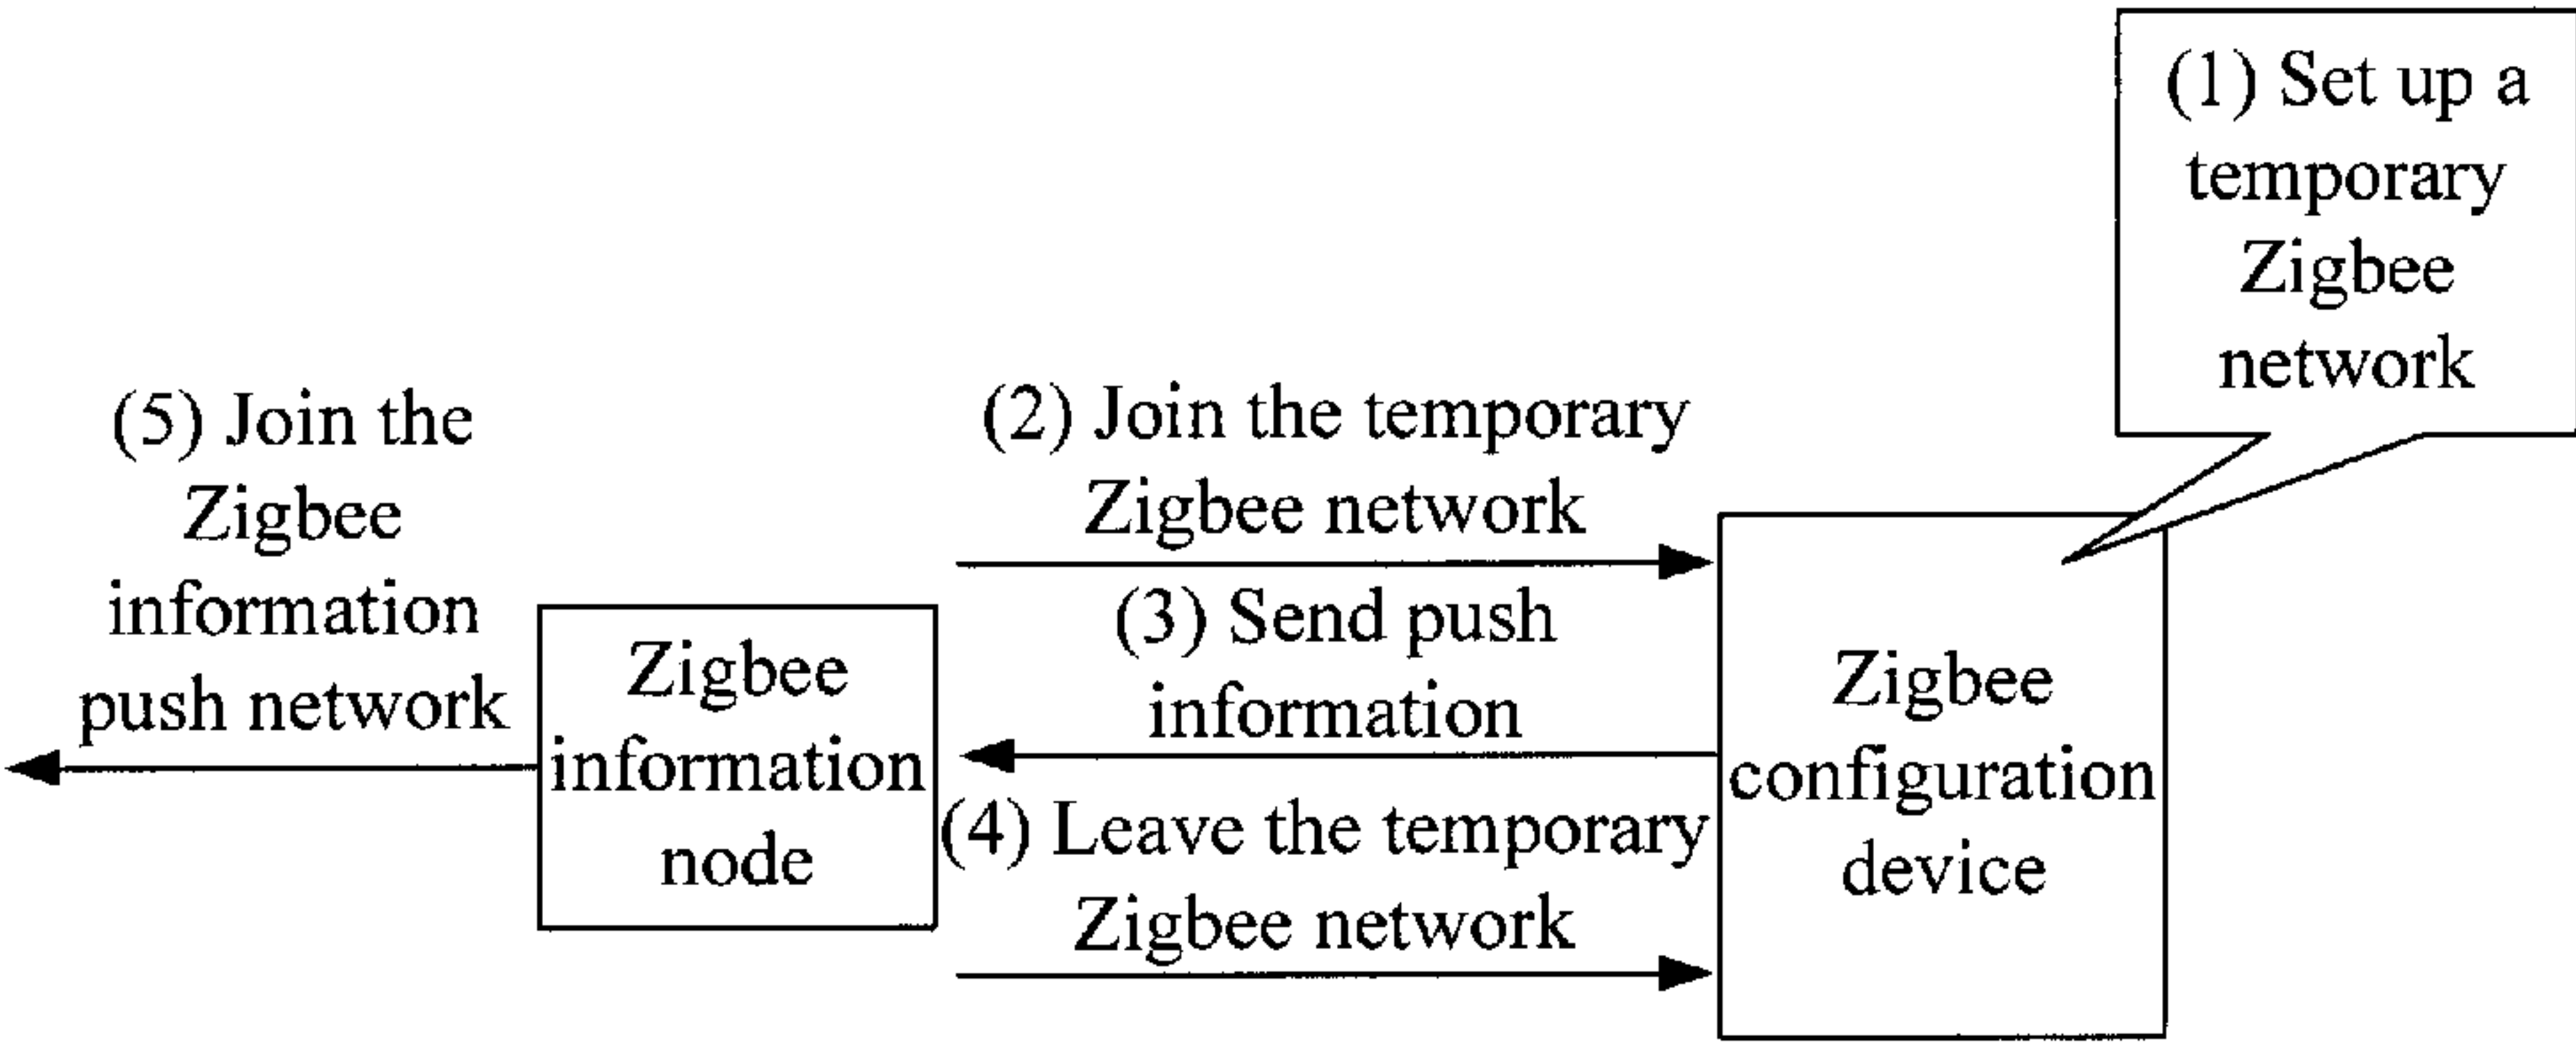 (1) Set up a
temporary
Zigbee
network
(5) Join the
Zigbee
information
push network
(2) Join the temporary
Zigbee network
(3) Send push
information
(4) Leave the temporary
Zigbee network
Zigbee
information
node
Zigbee
configuration
device